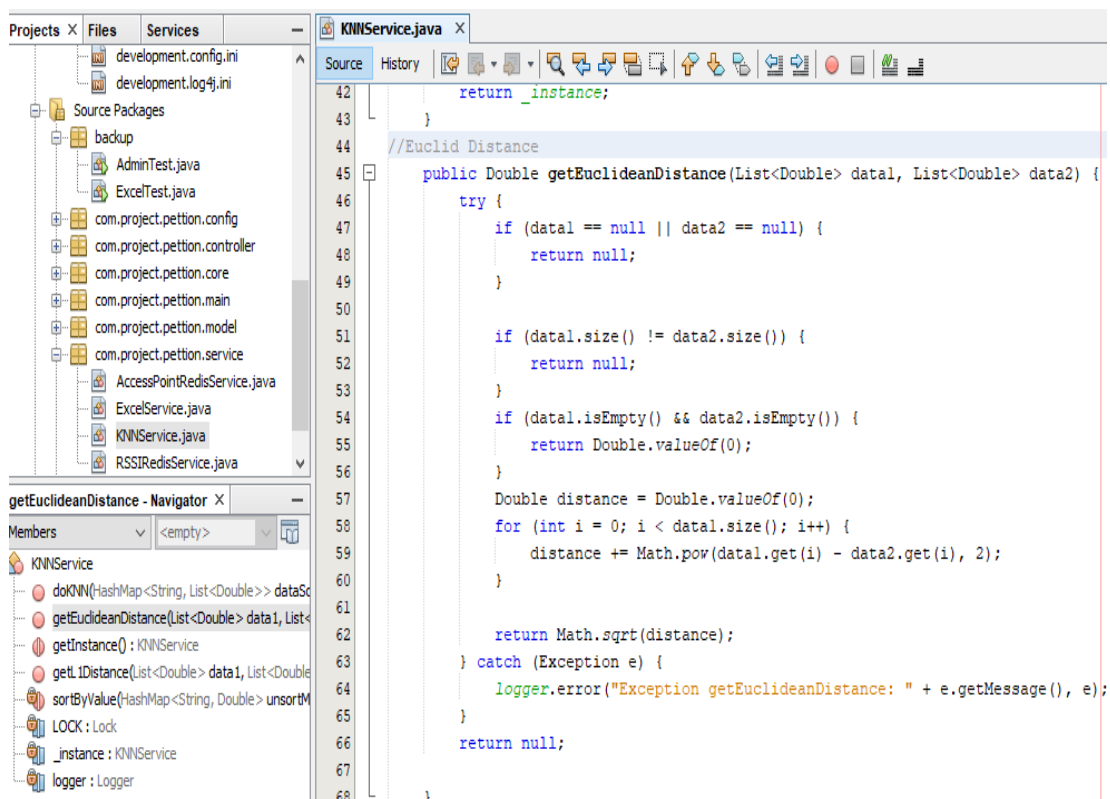 Projects Files Services
development.config.ini
development.log4j.ini
Source Packages
backup
AdminTest.java
ExcelTest.java
com.project.pettion.config
com.project.pettion.controller
com.project.pettion.core
com.project.pettion.main
com.project.pettion.model
com.project.pettion.service
AccessPointRedisService.java
ExcelService.java
KNNService.java
RSSIRedisService.java
getEuclideanDistance - Navigator
Members <empty>
KNNService
doKNN(HashMap<String, List<Double>> dataSc
getEuclideanDistance(List<Double> data1, List<
getInstance() : KNNService
getL1Distance(List<Double> data1, List<Double
sortByValue(HashMap<String, Double> unsortM
LOCK : Lock
_instance : KNNService
logger : Logger
KNNService.java
Source History
42 return _instance;
43 }
44 //Euclid Distance
45 public Double getEuclideanDistance(List<Double> data1, List<Double> data2) {
46 try {
47 if (data1 == null || data2 == null) {
48 return null;
49 }
50
51 if (data1.size() != data2.size()) {
52 return null;
53 }
54 if (data1.isEmpty() && data2.isEmpty()) {
55 return Double.valueOf(0);
56 }
57 Double distance = Double.valueOf(0);
58 for (int i = 0; i < data1.size(); i++) {
59 distance += Math.pow(data1.get(i) - data2.get(i), 2);
60 }
61
62 return Math.sqrt(distance);
63 } catch (Exception e) {
64 logger.error("Exception getEuclideanDistance: " + e.getMessage(), e);
65 }
66 return null;
67
68 }